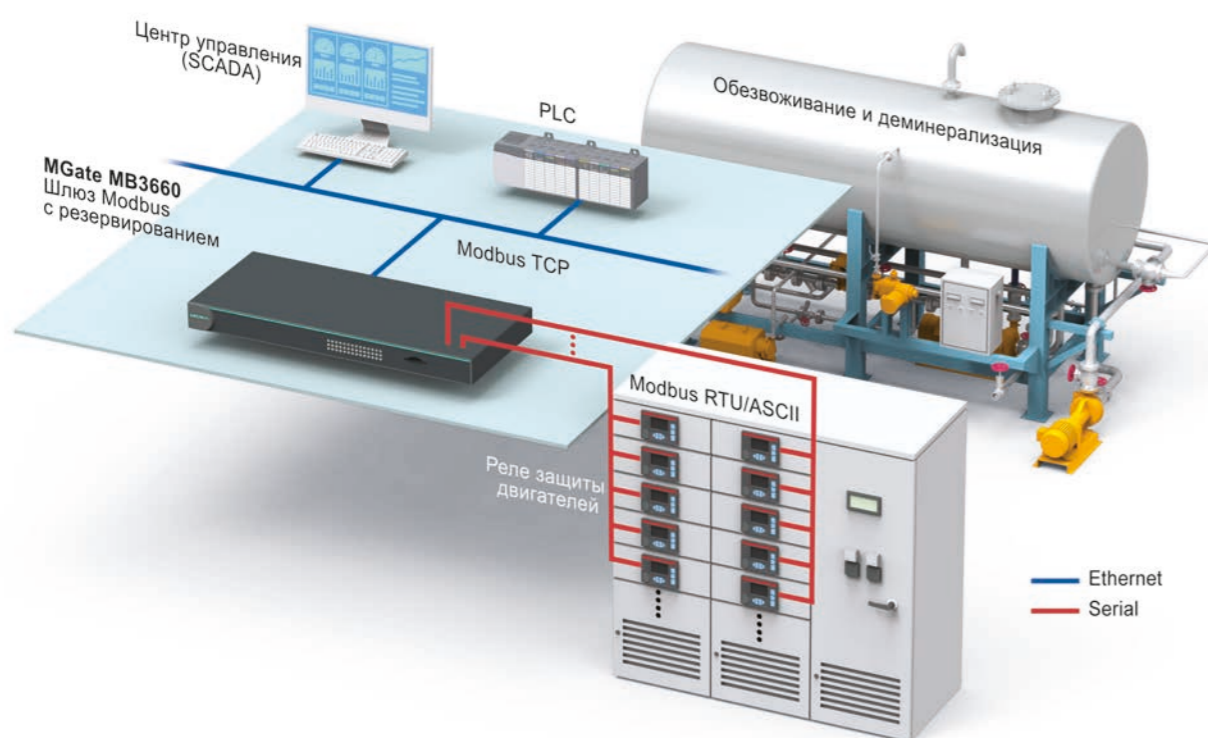 Центр управления
(SCADA)
PLC
Обезвоживание и деминерализация
MGate MB3660
Шлюз Modbus
с резервированием
Modbus TCP
Modbus RTU/ASCII
Реле защиты
двигателей
Ethernet
Serial